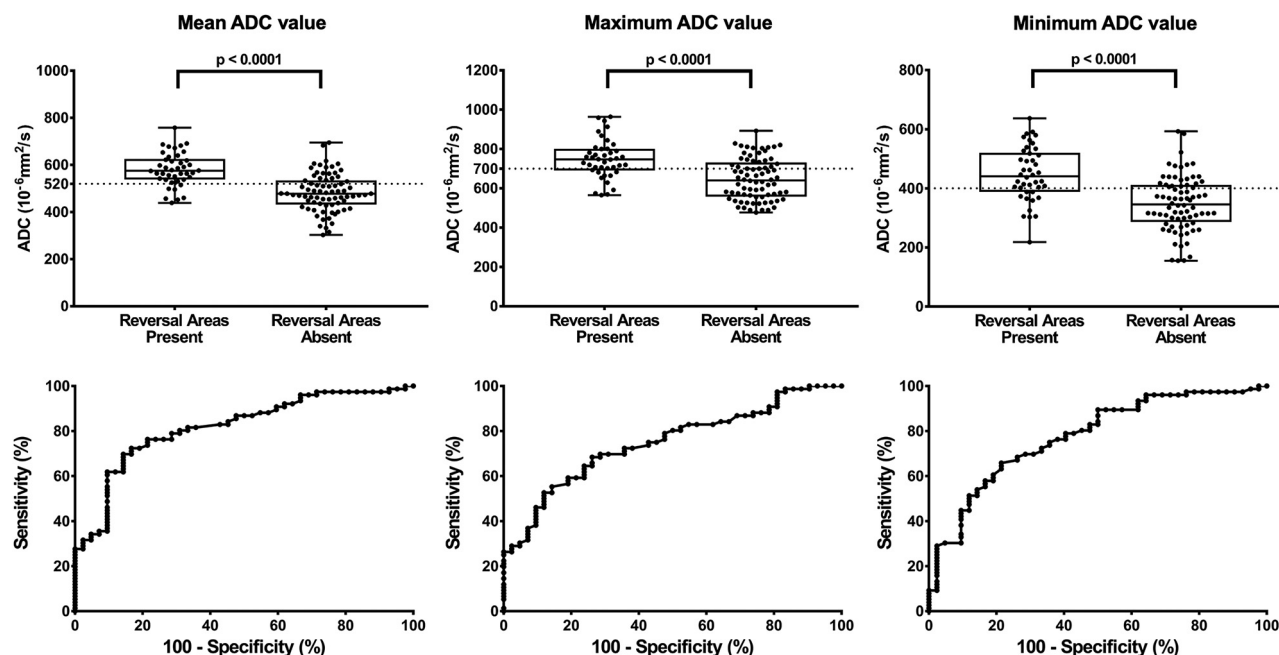 Mean ADC value
p < 0.0001
1000
800
600
520
400
200
0
ADC (10⁻⁶mm²/s)
Reversal Areas
Present
Reversal Areas
Absent
Maximum ADC value
p < 0.0001
1200
1000
800
700
600
400
200
0
ADC (10⁻⁶mm²/s)
Reversal Areas
Present
Reversal Areas
Absent
Minimum ADC value
p < 0.0001
800
600
400
200
0
ADC (10⁻⁶mm²/s)
Reversal Areas
Present
Reversal Areas
Absent
100
80
60
40
20
0
Sensitivity (%)
0 20 40 60 80 100
100 - Specificity (%)
100
80
60
40
20
0
Sensitivity (%)
0 20 40 60 80 100
100 - Specificity (%)
100
80
60
40
20
0
Sensitivity (%)
0 20 40 60 80 100
100 - Specificity (%)